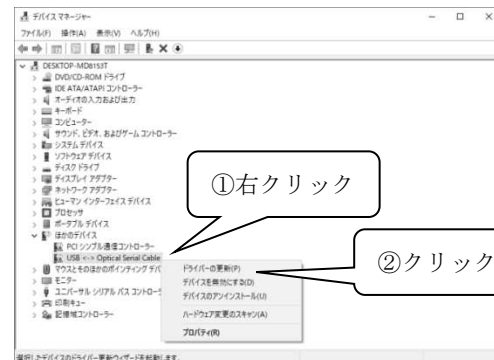 デバイス マネージャー
ファイル(F) 操作(A) 表示(V) ヘルプ(H)
DESKTOP-MD8153T
DVD/CD-ROM ドライブ
IDE ATA/ATAPI コントローラー
オーディオの入力および出力
キーボード
コンピューター
サウンド、ビデオ、およびゲーム コントローラー
システム デバイス
ソフトウェア デバイス
ディスク ドライブ
ディスプレイ アダプター
ネットワーク アダプター
ヒューマン インターフェイス デバイス
プロセッサ
ポータブル デバイス
ほかのデバイス
PCI シンプル通信コントローラー
USB <-> Optical Serial Cable
マウスとそのほかのポインティング デバ
モニター
ユニバーサル シリアル バス コントローラ
印刷キュー
記憶域コントローラー
①右クリック
ドライバーの更新(P)
デバイスを無効にする(D)
デバイスのアンインストール(U)
ハードウェア変更のスキャン(A)
プロパティ(R)
②クリック
選択したデバイスのドライバー更新ウィザードを起動します。